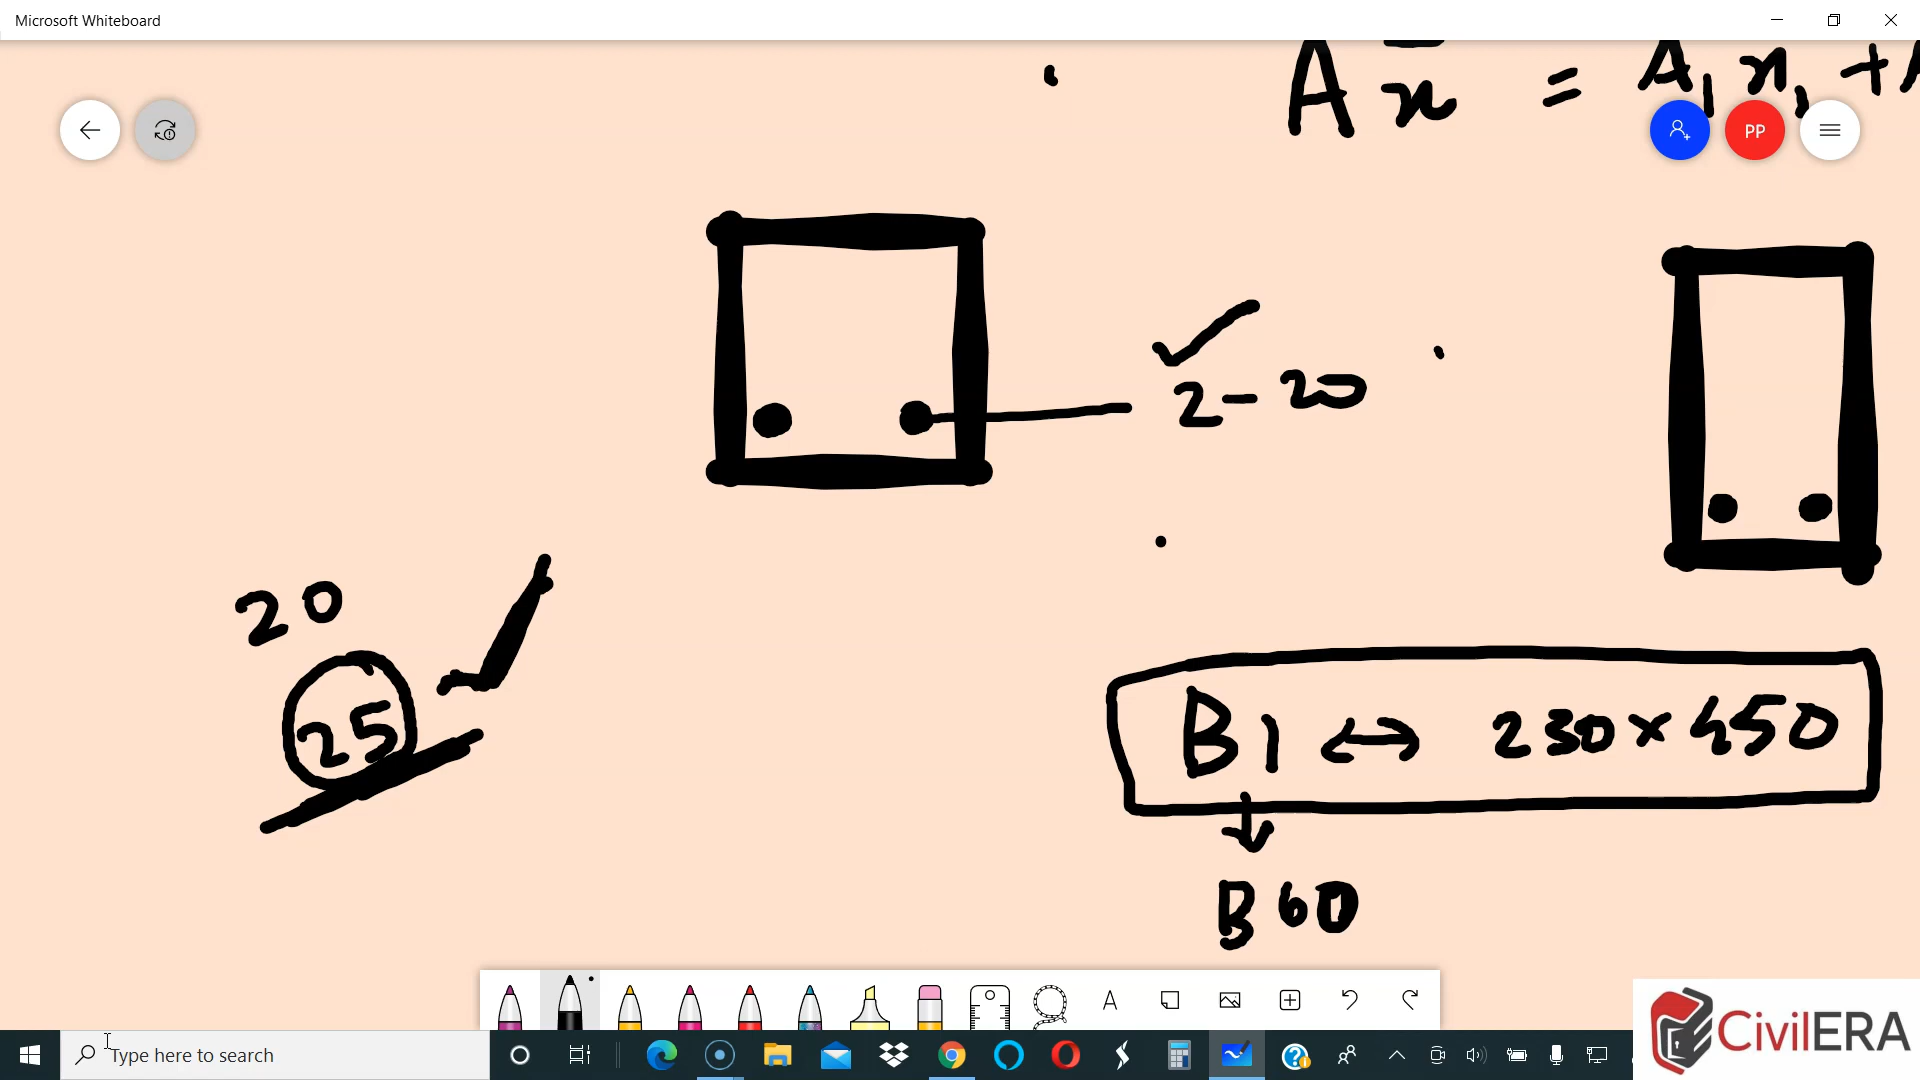 Microsoft Whiteboard
A x̄ = A₁ x₁ +
PP
2 - 20
20
25
B1 ↔ 230 × 450
B60
A
Type here to search
CivilERA